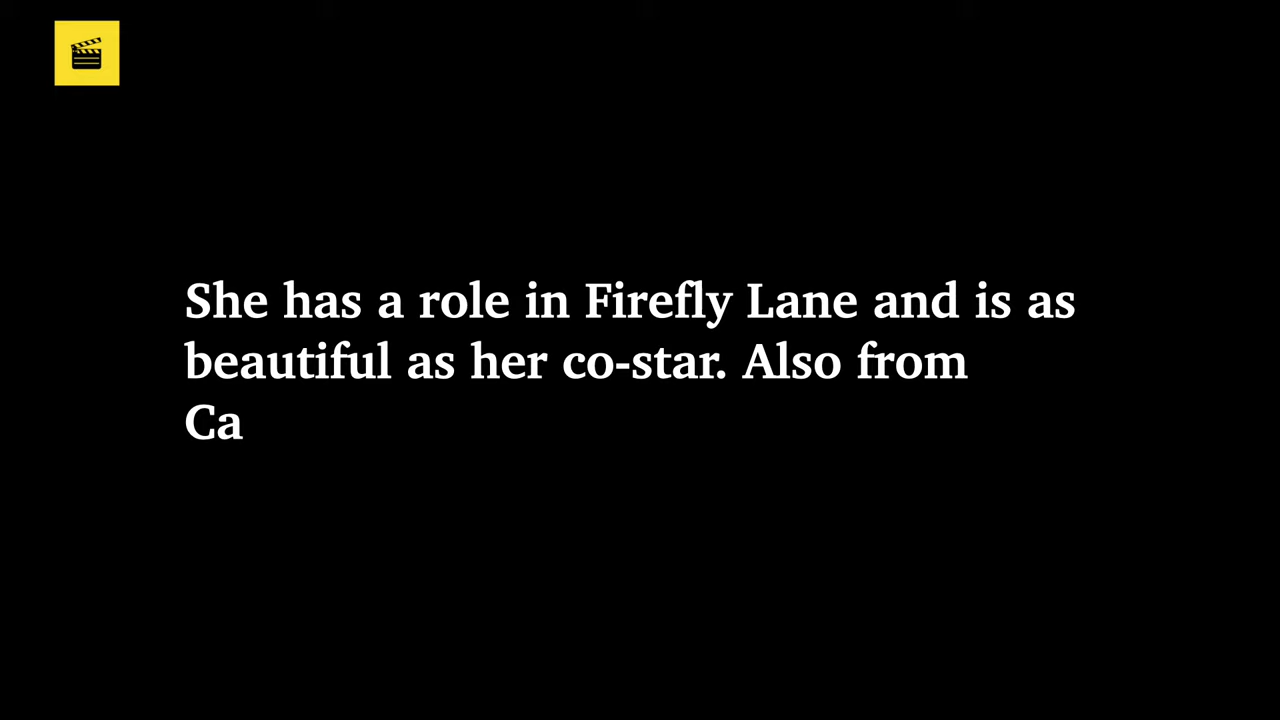 She has a role in Firefly Lane and is as
beautiful as her co-star. Also from
Ca